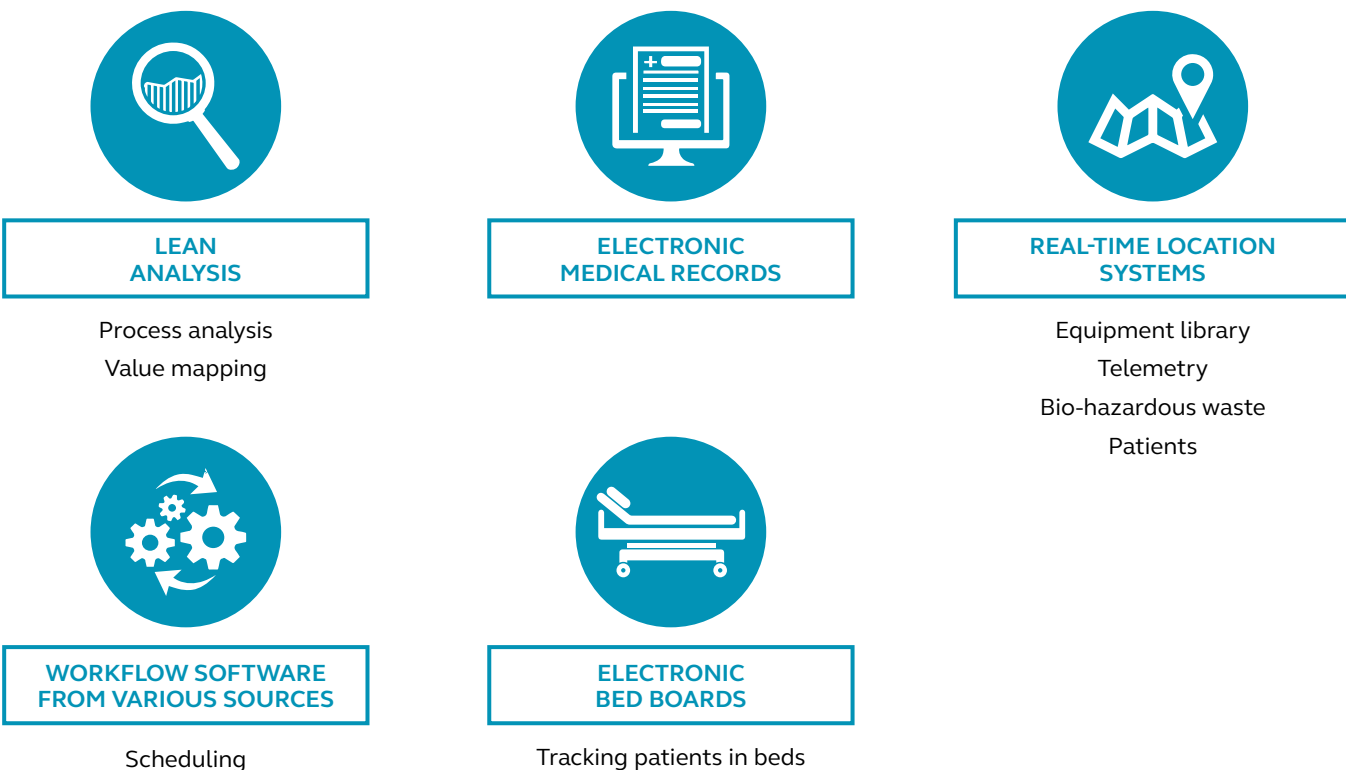 LEAN
ANALYSIS
Process analysis
Value mapping
ELECTRONIC
MEDICAL RECORDS
REAL-TIME LOCATION
SYSTEMS
Equipment library
Telemetry
Bio-hazardous waste
Patients
WORKFLOW SOFTWARE
FROM VARIOUS SOURCES
Scheduling
ELECTRONIC
BED BOARDS
Tracking patients in beds